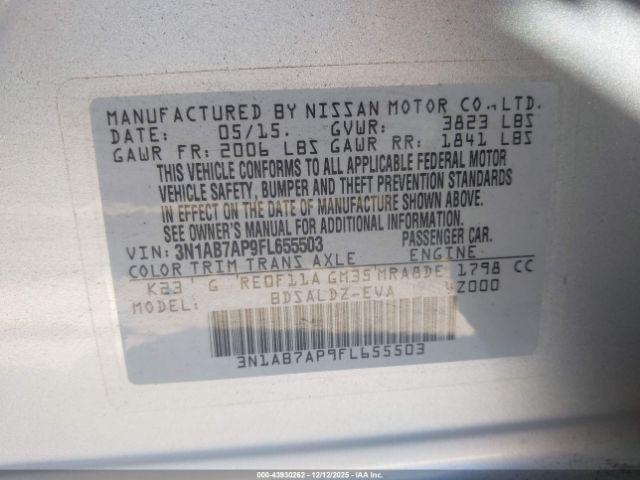 MANUFACTURED BY NISSAN MOTOR CO.,LTD.
DATE: 05/15. GVWR: 3823 LBS
GAWR FR: 2006 LBS GAWR RR: 1841 LBS
THIS VEHICLE CONFORMS TO ALL APPLICABLE FEDERAL MOTOR
VEHICLE SAFETY, BUMPER AND THEFT PREVENTION STANDARDS
IN EFFECT ON THE DATE OF MANUFACTURE SHOWN ABOVE.
SEE OWNER'S MANUAL FOR ADDITIONAL INFORMATION.
VIN: 3N1AB7AP9FL655503 PASSENGER CAR.
COLOR TRIM TRANS AXLE ENGINE
K23 G RE0F11A GM35 MRA8DE 1798 CC
MODEL: BDSALDZ-EVA
3N1AB7AP9FL655503
000-43930262 - 12/12/2025 - IAAI.com